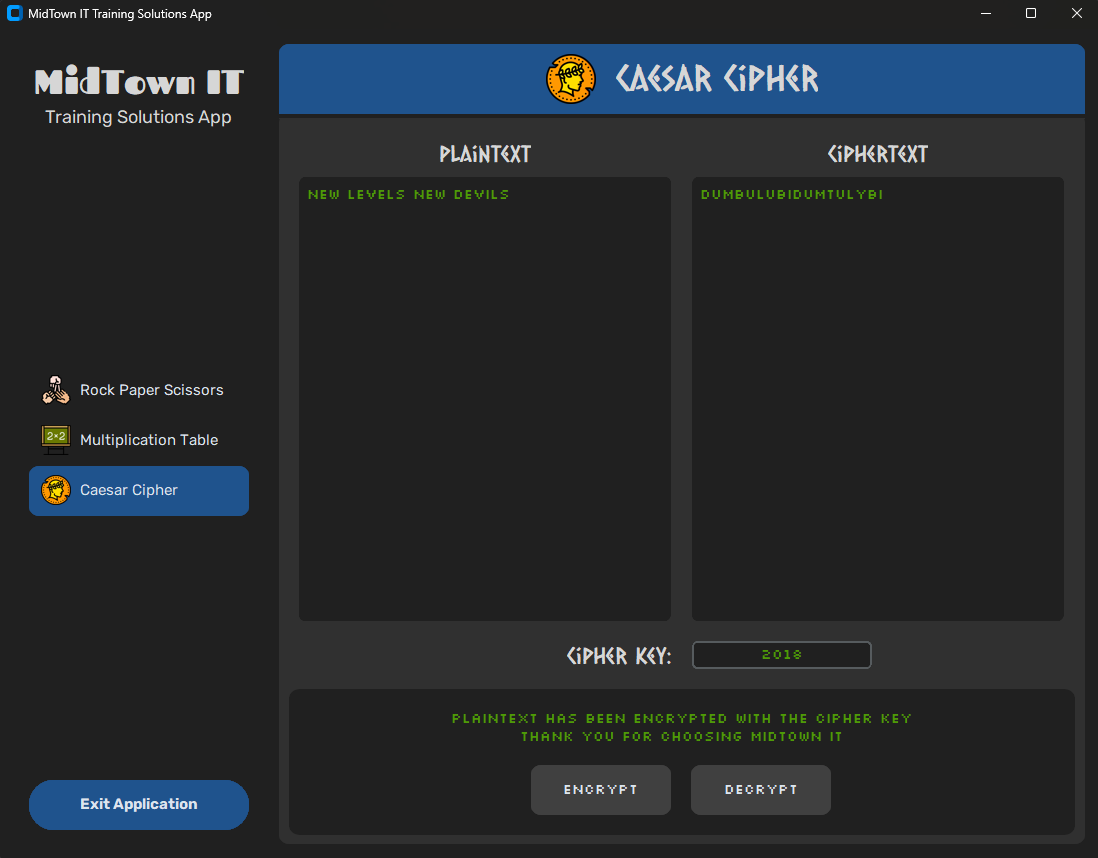 MidTown IT Training Solutions App
MidTown IT
Training Solutions App
Rock Paper Scissors
2×2
Multiplication Table
Caesar Cipher
Exit Application
CAESAR CiPHER
PLAiNTEXT
CiPHERTEXT
NEW LEVELS NEW DEVILS
DUMBULUBIDUMTULYBI
CiPHER KEY:
2018
PLAINTEXT HAS BEEN ENCRYPTED WITH THE CIPHER KEY
THANK YOU FOR CHOOSING MIDTOWN IT
ENCRYPT
DECRYPT